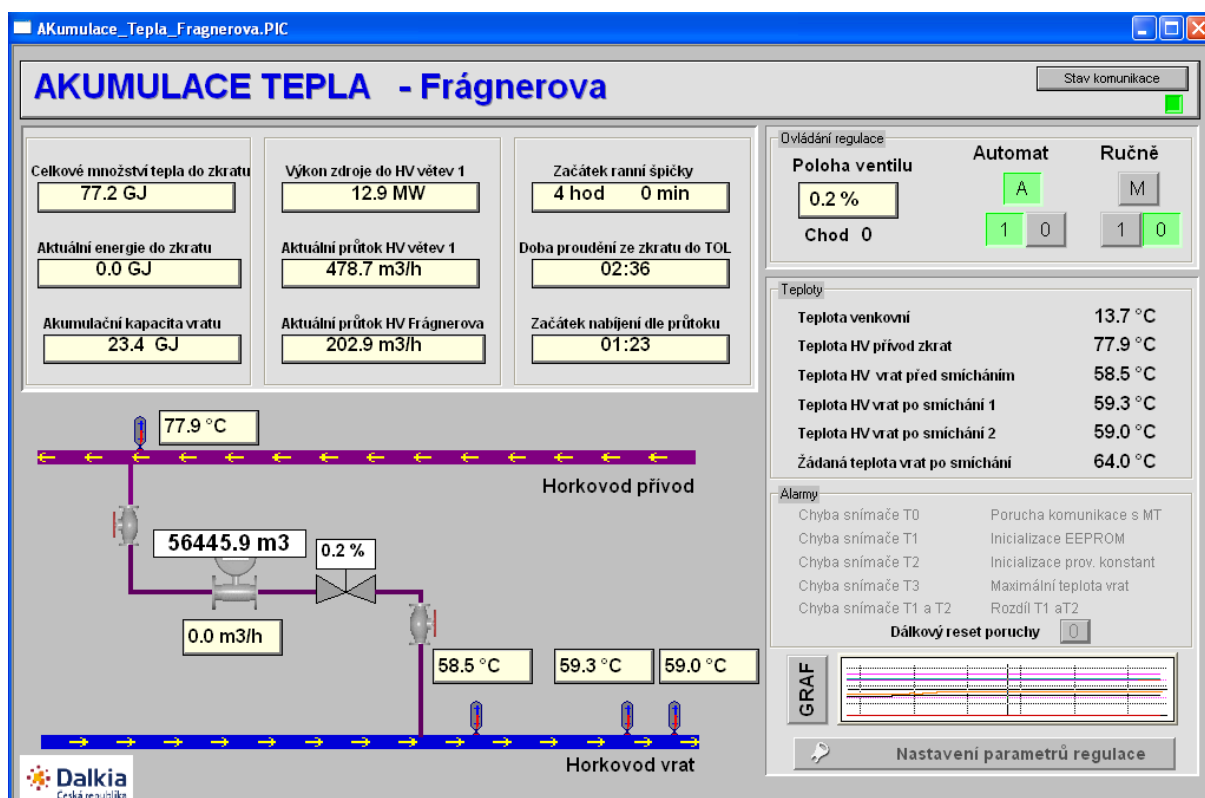 AKumulace_Tepla_Fragnerova.PIC
AKUMULACE TEPLA - Frágnerova
Stav komunikace
Celkové množství tepla do zkratu
77.2 GJ
Aktuální energie do zkratu
0.0 GJ
Akumulační kapacita vratu
23.4 GJ
Výkon zdroje do HV větev 1
12.9 MW
Aktuální průtok HV větev 1
478.7 m3/h
Aktuální průtok HV Frágnerova
202.9 m3/h
Začátek ranní špičky
4 hod 0 min
Doba proudění ze zkratu do TOL
02:36
Začátek nabíjení dle průtoku
01:23
Ovládání regulace
Poloha ventilu
0.2 %
Chod 0
Automat
A
1 0
Ručně
M
1 0
Teploty
Teplota venkovní 13.7 °C
Teplota HV přívod zkrat 77.9 °C
Teplota HV vrat před smícháním 58.5 °C
Teplota HV vrat po smíchání 1 59.3 °C
Teplota HV vrat po smíchání 2 59.0 °C
Žádaná teplota vrat po smíchání 64.0 °C
Alarmy
Chyba snímače T0 Porucha komunikace s MT
Chyba snímače T1 Inicializace EEPROM
Chyba snímače T2 Inicializace prov. konstant
Chyba snímače T3 Maximální teplota vrat
Chyba snímače T1 a T2 Rozdíl T1 aT2
Dálkový reset poruchy 0
GRAF
Nastavení parametrů regulace
77.9 °C
Horkovod přívod
56445.9 m3
0.2 %
0.0 m3/h
58.5 °C
59.3 °C
59.0 °C
Horkovod vrat
Dalkia
Česká republika